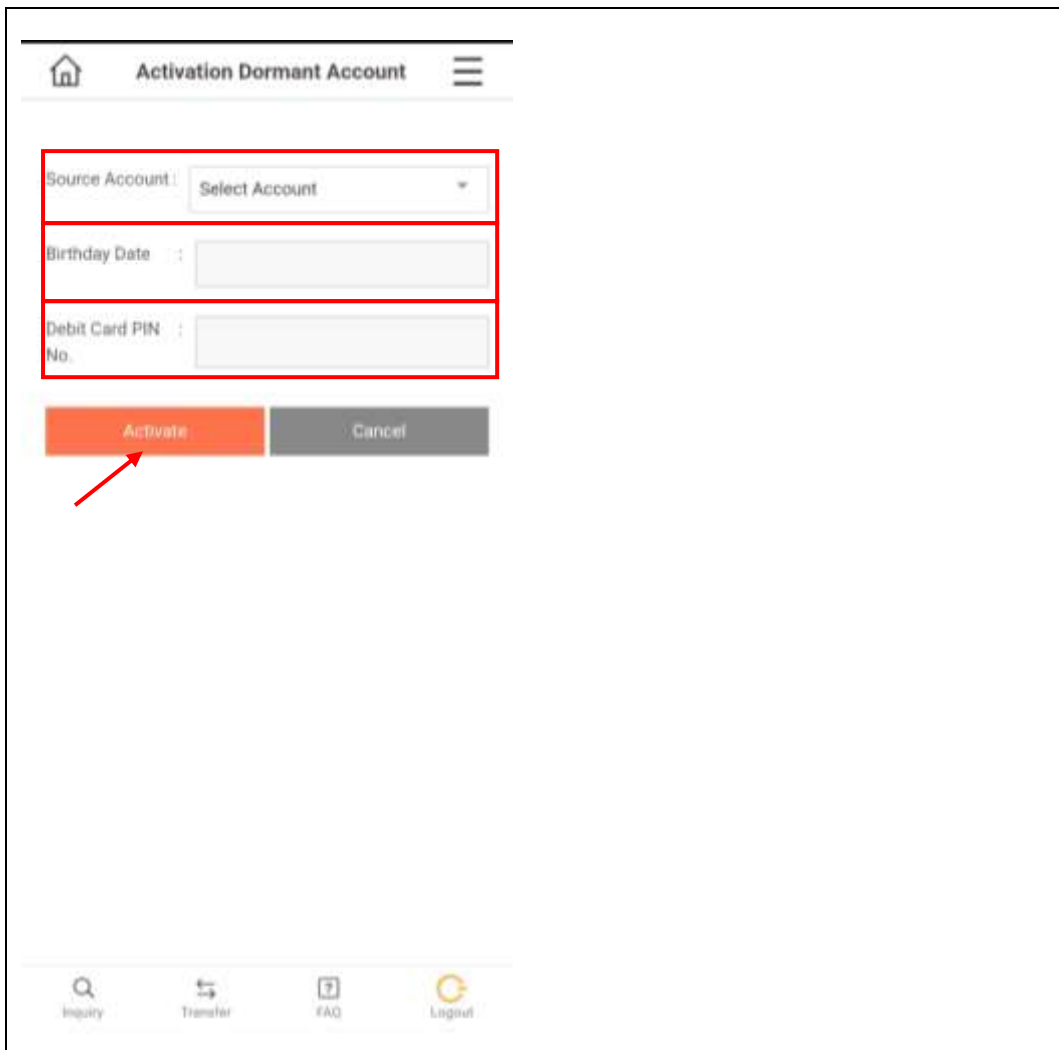 Activation Dormant Account
Source Account :
Select Account
Birthday Date :
Debit Card PIN :
No.
Activate Cancel
Inquiry Transfer FAQ Logout